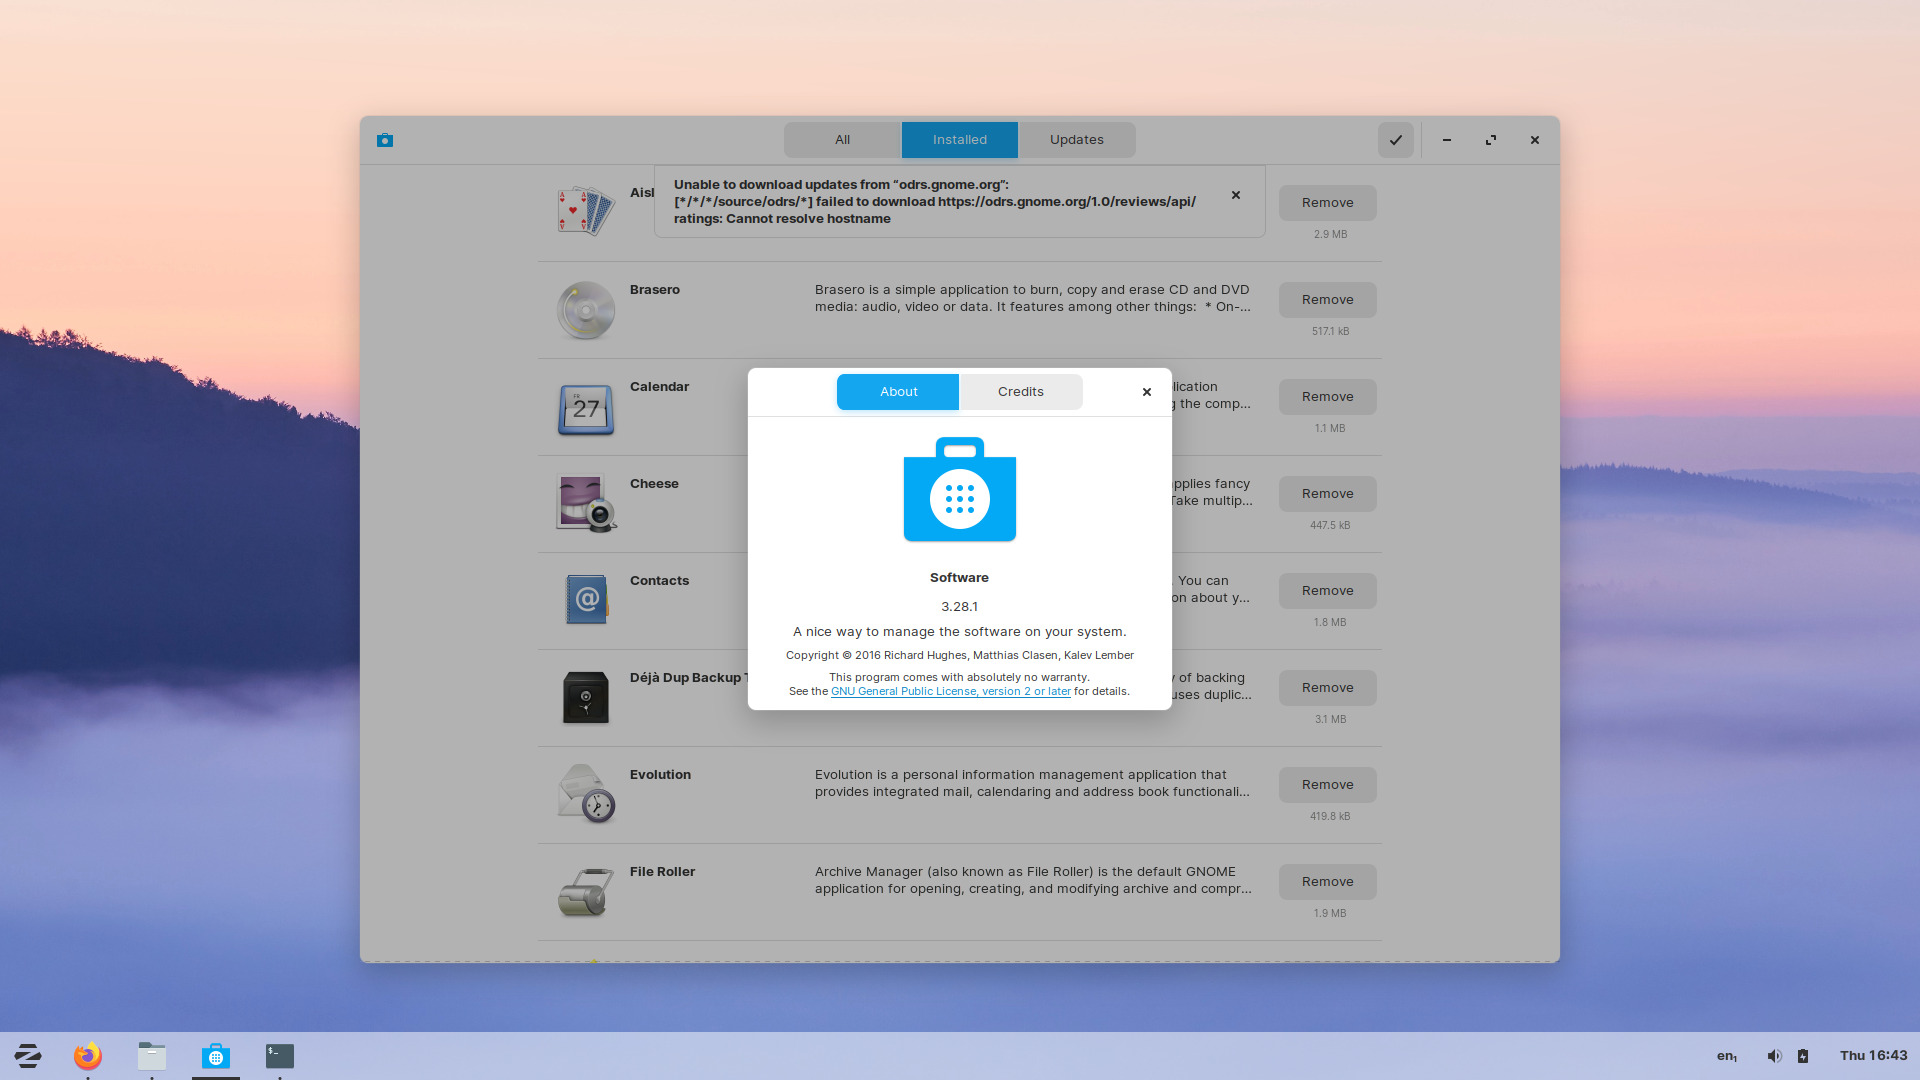 All
Installed
Updates
Unable to download updates from “odrs.gnome.org”:
[*/*/*/source/odrs/*] failed to download https://odrs.gnome.org/1.0/reviews/api/
ratings: Cannot resolve hostname
Aisl
Remove
2.9 MB
Brasero
Brasero is a simple application to burn, copy and erase CD and DVD
media: audio, video or data. It features among other things:  * On-...
Remove
517.1 kB
Calendar
FRI
27
lication
g the comp...
Remove
1.1 MB
Cheese
applies fancy
Take multip...
Remove
447.5 kB
Contacts
@
. You can
on about y...
Remove
1.8 MB
Déjà Dup Backup T
y of backing
uses duplic...
Remove
3.1 MB
Evolution
Evolution is a personal information management application that
provides integrated mail, calendaring and address book functionali...
Remove
419.8 kB
File Roller
Archive Manager (also known as File Roller) is the default GNOME
application for opening, creating, and modifying archive and compr...
Remove
1.9 MB
About
Credits
Software
3.28.1
A nice way to manage the software on your system.
Copyright © 2016 Richard Hughes, Matthias Clasen, Kalev Lember
This program comes with absolutely no warranty.
See the GNU General Public License, version 2 or later for details.
$_
en₁
Thu 16:43